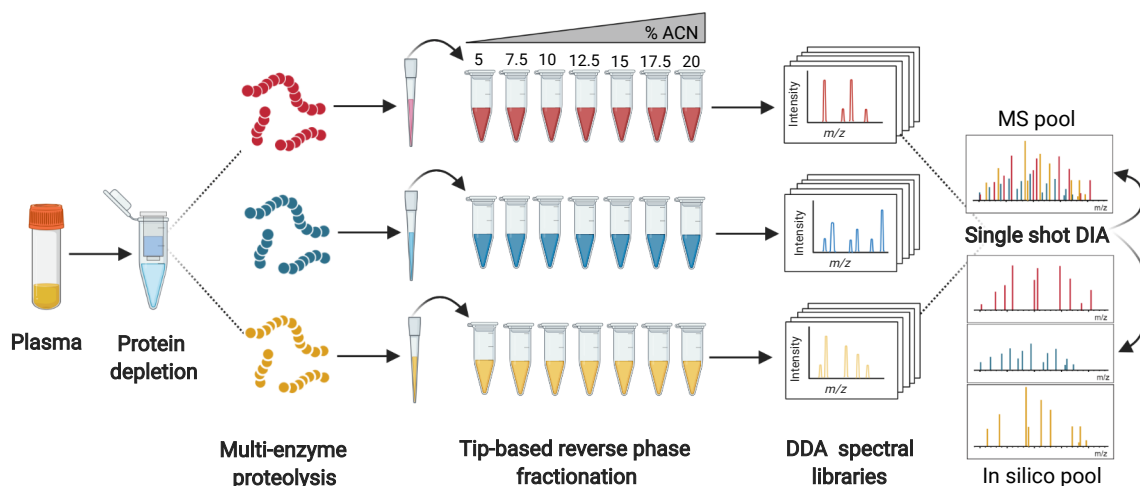 % ACN
5 7.5 10 12.5 15 17.5 20
Intensity
m/z
MS pool
m/z
Intensity
m/z
Single shot DIA
m/z
Plasma
Protein
depletion
Intensity
m/z
m/z
m/z
Multi-enzyme
proteolysis
Tip-based reverse phase
fractionation
DDA spectral
libraries
In silico pool